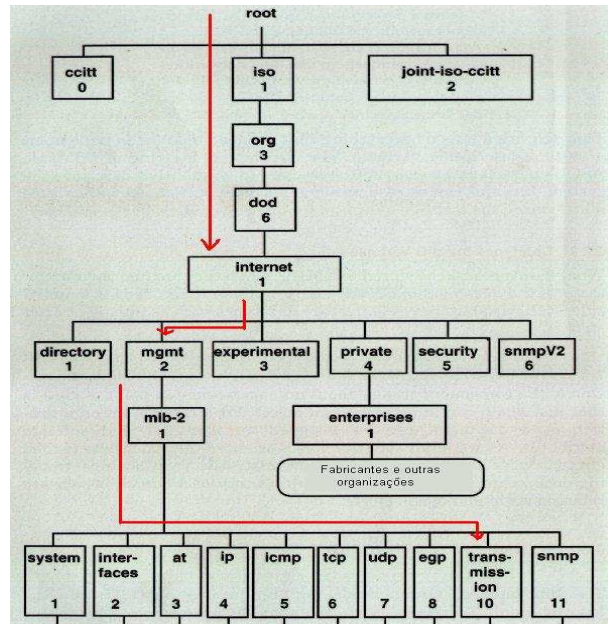 root
ccitt
0
iso
1
joint-iso-ccitt
2
org
3
dod
6
internet
1
directory
1
mgmt
2
experimental
3
private
4
security
5
snmpV2
6
mlb-2
1
enterprises
1
Fabricantes e outras
organizações
system
1
inter-
faces
2
at
3
ip
4
icmp
5
tcp
6
udp
7
egp
8
trans-
miss-
ion
10
snmp
11